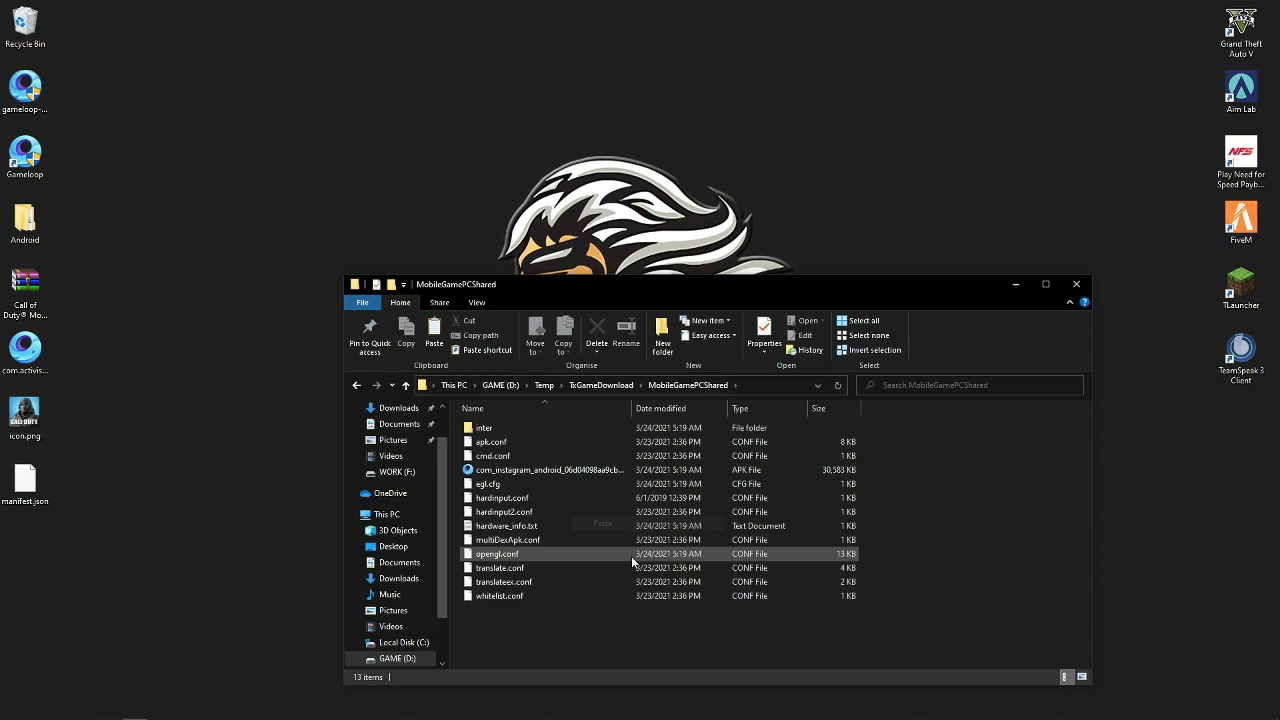 Recycle Bin
gameloop-...
Gameloop
Android
Call of
Duty® Mo...
com.activis...
CALL OF DUTY
icon.png
manifest.json
Grand Theft
Auto V
Aim Lab
NFS
Play Need for
Speed Payb...
FiveM
TLauncher
TeamSpeak 3
Client
MobileGamePCShared
File
Home
Share
View
Pin to Quick
access
Copy
Paste
Cut
Copy path
Paste shortcut
Clipboard
Move
to
Copy
to
Delete
Rename
Organise
New
folder
New item
Easy access
New
Properties
Open
Edit
History
Open
Select all
Select none
Invert selection
Select
This PC
GAME (D:)
Temp
TxGameDownload
MobileGamePCShared
Search MobileGamePCShared
Downloads
Documents
Pictures
Videos
WORK (F:)
OneDrive
This PC
3D Objects
Desktop
Documents
Downloads
Music
Pictures
Videos
Local Disk (C:)
GAME (D:)
Name Date modified Type Size
inter 3/24/2021 5:19 AM File folder
apk.conf 3/23/2021 2:36 PM CONF File 8 KB
cmd.conf 3/23/2021 2:36 PM CONF File 1 KB
com_instagram_android_06d04098aa9cb... 3/24/2021 5:19 AM APK File 30,583 KB
egl.cfg 3/24/2021 5:19 AM CFG File 1 KB
hardinput.conf 6/1/2019 12:39 PM CONF File 1 KB
hardinput2.conf 3/23/2021 2:36 PM CONF File 1 KB
hardware_info.txt 3/24/2021 5:19 AM Text Document 1 KB
Paste
multiDexApk.conf 3/23/2021 2:36 PM CONF File 1 KB
opengl.conf 3/24/2021 5:19 AM CONF File 13 KB
translate.conf 3/23/2021 2:36 PM CONF File 4 KB
translateex.conf 3/23/2021 2:36 PM CONF File 2 KB
whitelist.conf 3/23/2021 2:36 PM CONF File 1 KB
13 items